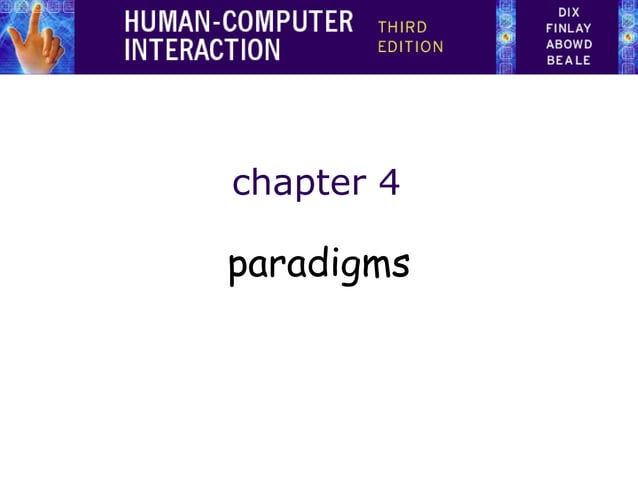 HUMAN-COMPUTER
INTERACTION
THIRD
EDITION
DIX
FINLAY
ABOWD
BEALE
chapter 4
paradigms